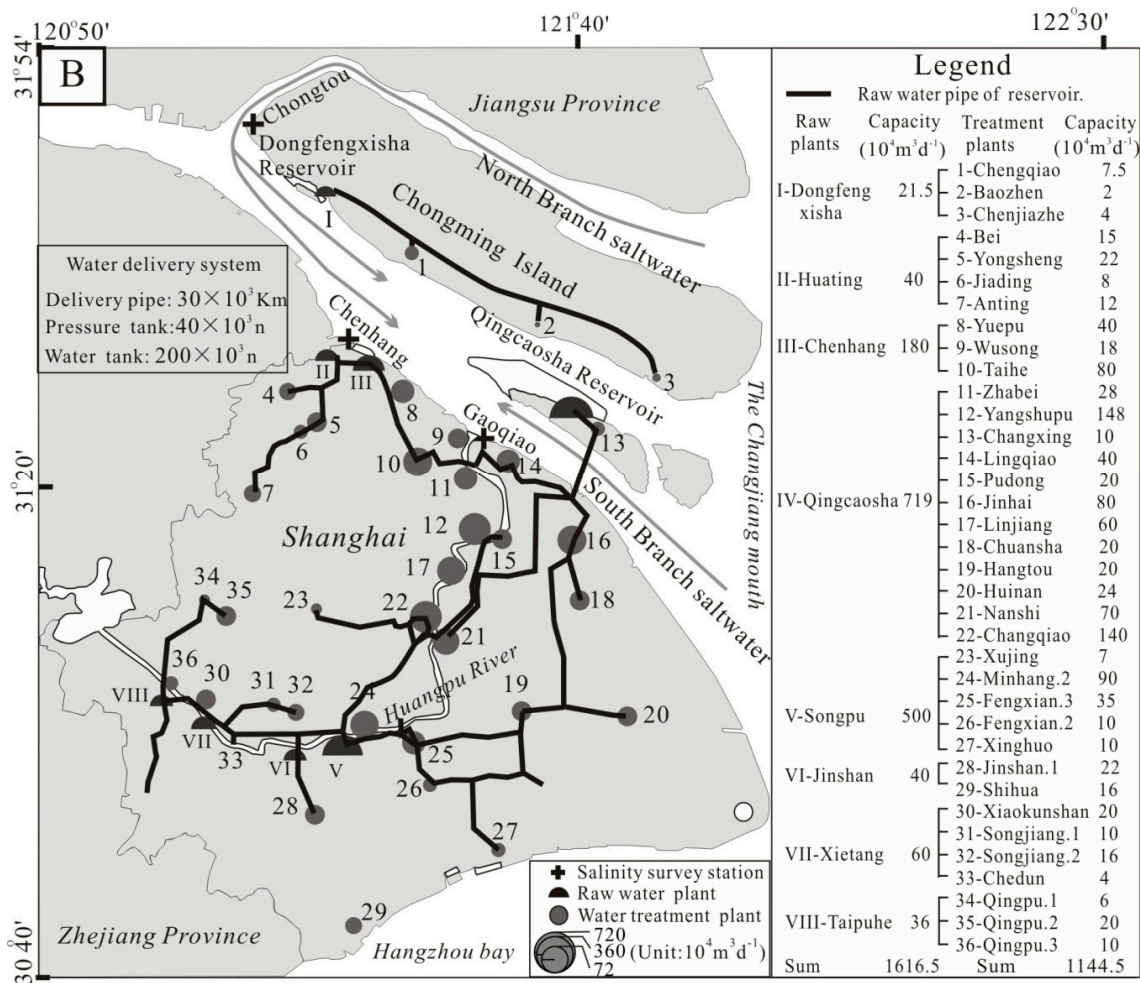 120°50'
121°40'
122°30'
31°54'
B
Chongtou
Jiangsu Province
Dongfengxisha
Reservoir
I
North Branch saltwater
Chongming Island
1
2
3
Water delivery system
Delivery pipe: 30×10³Km
Pressure tank:40×10³n
Water tank: 200×10³n
Chenhang
Qingcaosha Reservoir
II
III
4
5
6
7
8
9
Gaoqiao
10
11
12
13
14
15
16
17
18
The Changjiang mouth
South Branch saltwater
31°20'
Shanghai
19
20
21
22
23
24
25
26
27
28
29
30
31
32
33
34
35
36
VIII
VII
VI
V
Huangpu River
Zhejiang Province
Hangzhou bay
30°40'
Salinity survey station
Raw water plant
Water treatment plant
720
360 (Unit:10⁴m³d⁻¹)
72
Legend
Raw water pipe of reservoir.
Raw Capacity Treatment Capacity
plants (10⁴m³d⁻¹) plants (10⁴m³d⁻¹)
1-Chengqiao 7.5
I-Dongfeng 21.5 2-Baozhen 2
xisha 3-Chenjiazhe 4
4-Bei 15
5-Yongsheng 22
II-Huating 40 6-Jiading 8
7-Anting 12
8-Yuepu 40
III-Chenhang 180 9-Wusong 18
10-Taihe 80
11-Zhabei 28
12-Yangshupu 148
13-Changxing 10
14-Lingqiao 40
15-Pudong 20
IV-Qingcaosha 719 16-Jinhai 80
17-Linjiang 60
18-Chuansha 20
19-Hangtou 20
20-Huinan 24
21-Nanshi 70
22-Changqiao 140
23-Xujing 7
24-Minhang.2 90
V-Songpu 500 25-Fengxian.3 35
26-Fengxian.2 10
27-Xinghuo 10
VI-Jinshan 40 28-Jinshan.1 22
29-Shihua 16
30-Xiaokunshan 20
31-Songjiang.1 10
VII-Xietang 60 32-Songjiang.2 16
33-Chedun 4
34-Qingpu.1 6
VIII-Taipuhe 36 35-Qingpu.2 20
36-Qingpu.3 10
Sum 1616.5 Sum 1144.5